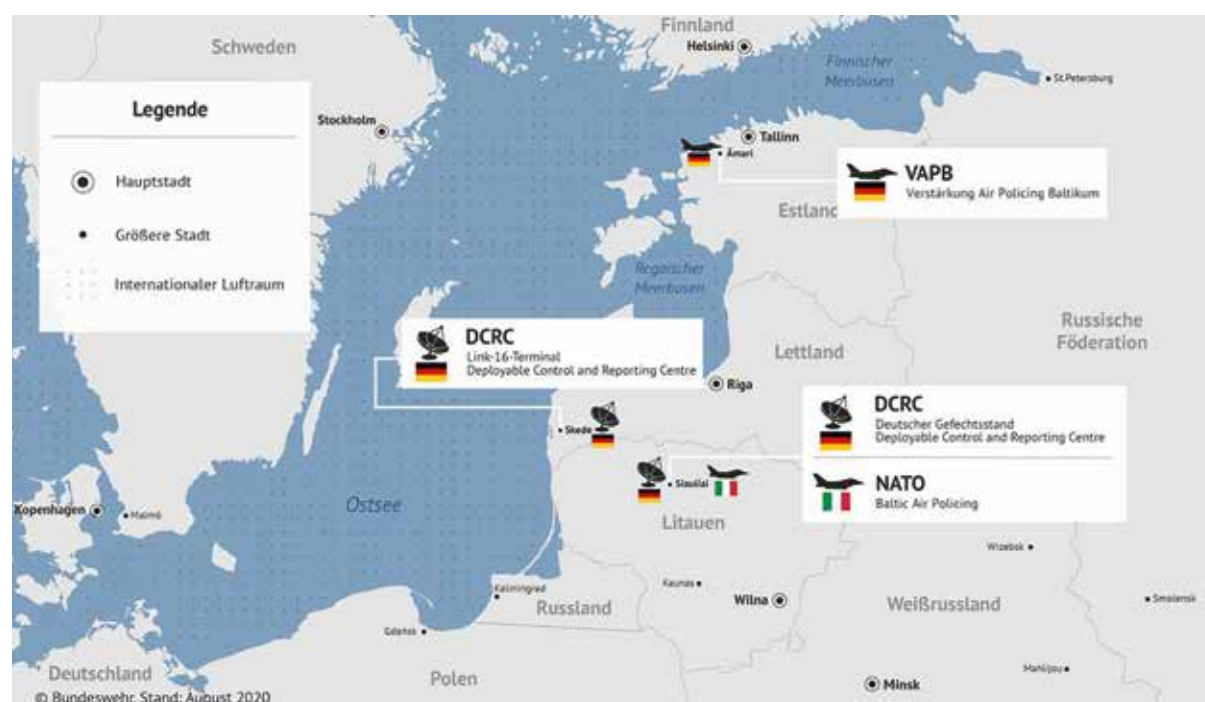 Finnland
Schweden
Helsinki
Finnischer
Meerbusen
St.Petersburg
Legende
Stockholm
Tallinn
Ämari
VAPB
Verstärkung Air Policing Baltikum
Hauptstadt
Estland
Größere Stadt
Internationaler Luftraum
Rigaischer
Meerbusen
Russische
Föderation
DCRC
Link-16-Terminal
Deployable Control and Reporting Centre
Lettland
Riga
DCRC
Deutscher Gefechtsstand
Deployable Control and Reporting Centre
Skede
Siauliai
NATO
Baltic Air Policing
Ostsee
Kopenhagen
Malmö
Litauen
Wizebsk
Kaunas
Kaliningrad
Russland
Wilna
Weißrussland
Smolensk
Gdańsk
Deutschland
Polen
Mahiljou
Minsk
© Bundeswehr, Stand: August 2020